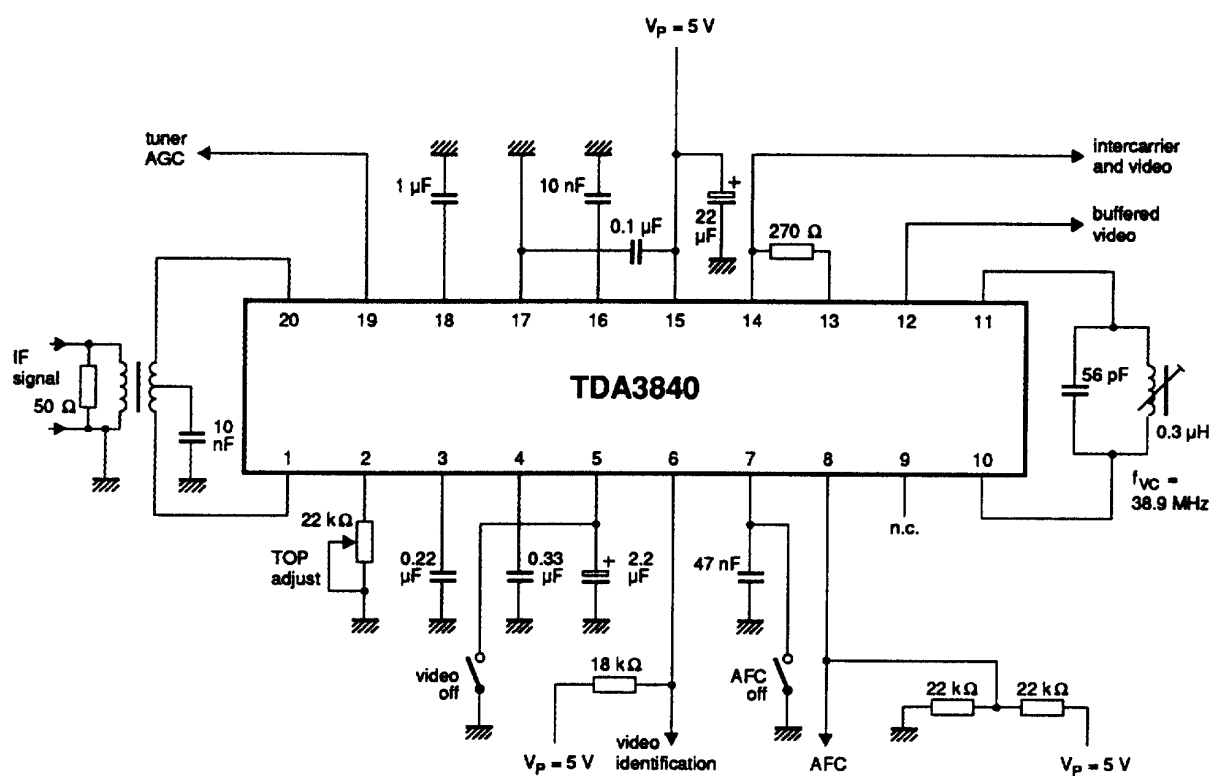 V_P = 5 V
tuner
AGC
intercarrier
and video
1 µF
10 nF
22
µF
+
buffered
video
0.1 µF
270 Ω
20
19
18
17
16
15
14
13
12
11
IF
signal
50 Ω
TDA3840
56 pF
0.3 µH
10
nF
1
2
3
4
5
6
7
8
9
10
f_VC =
38.9 MHz
22 kΩ
n.c.
TOP
adjust
0.22
µF
0.33
µF
+
2.2
µF
47 nF
video
off
18 kΩ
AFC
off
22 kΩ
22 kΩ
V_P = 5 V
video
identification
AFC
V_P = 5 V